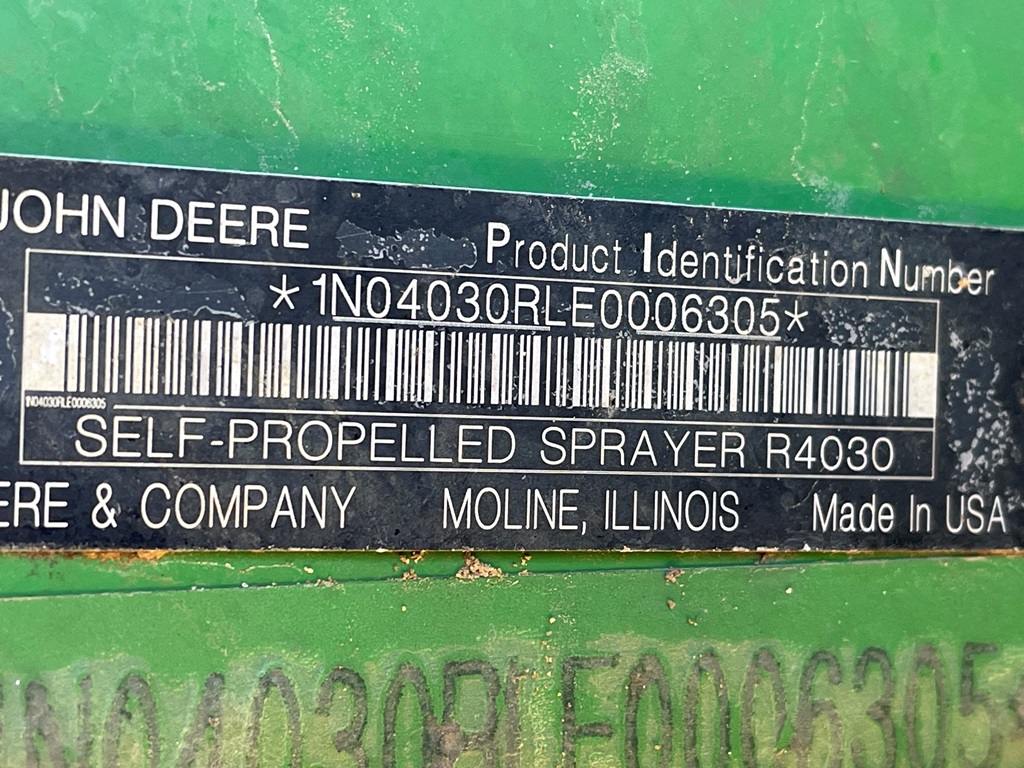 JOHN DEERE Product Identification Number
*1N04030RLE0006305*
1N04030RLE0006305
SELF-PROPELLED SPRAYER R4030
ERE & COMPANY MOLINE, ILLINOIS Made In USA
1N04030RLE0006305*